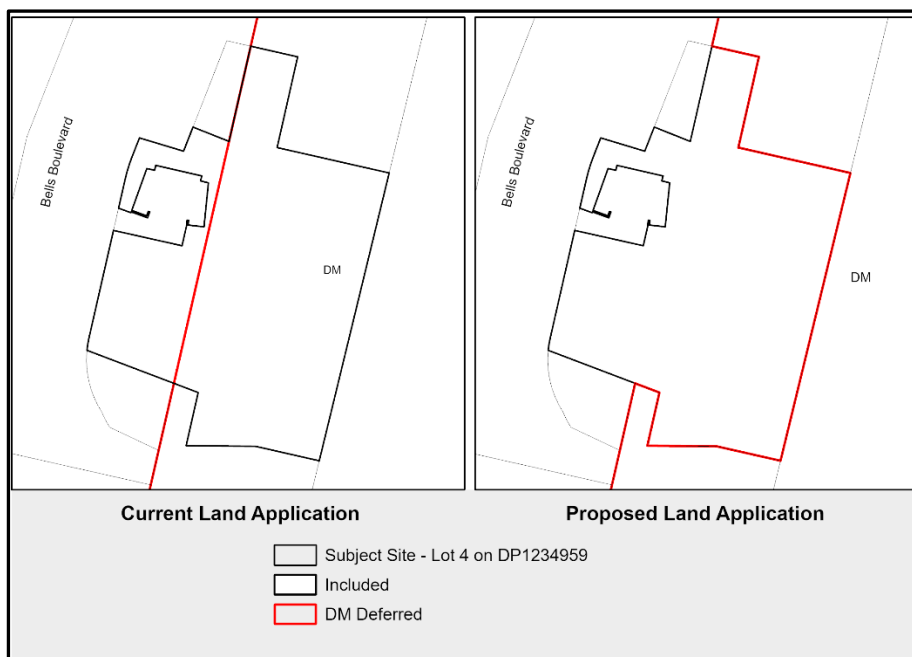 Bells Boulevard
DM
Bells Boulevard
DM
Current Land Application
Proposed Land Application
Subject Site - Lot 4 on DP1234959
Included
DM Deferred